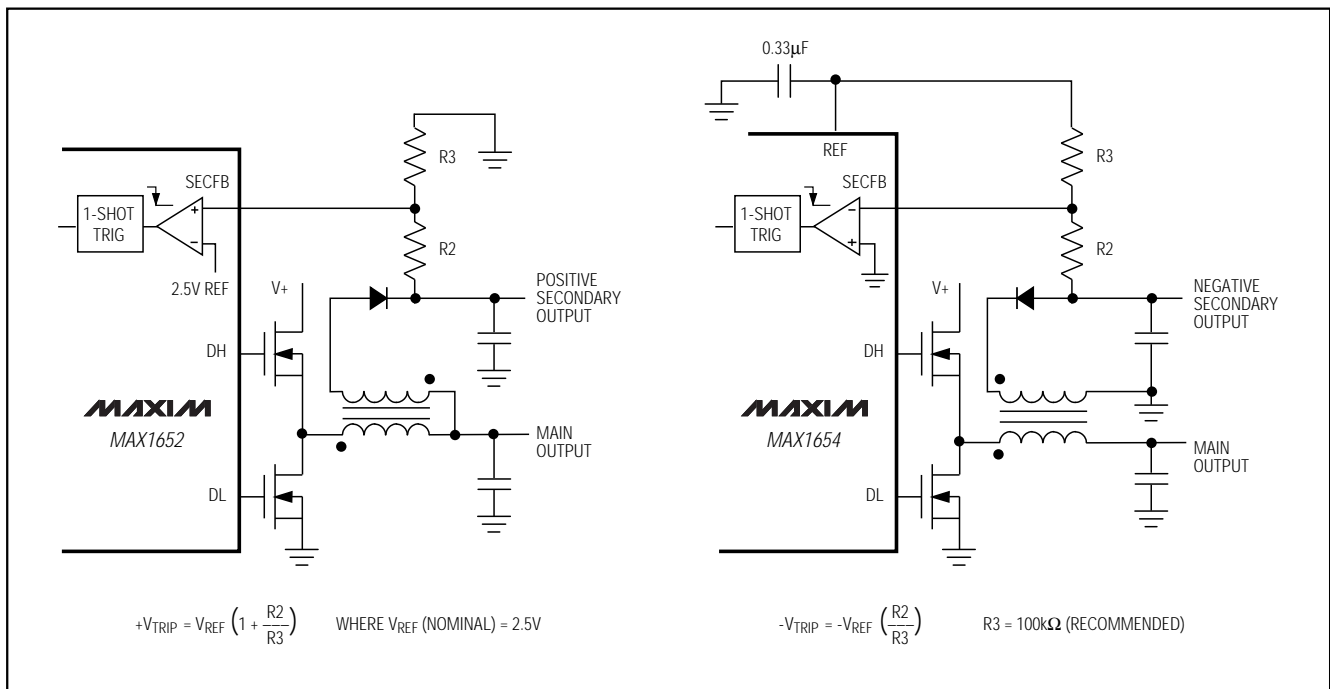 R3
SECFB
+
1-SHOT
TRIG
−
R2
2.5V REF
V+
POSITIVE
SECONDARY
OUTPUT
DH
MAXIM
MAX1652
MAIN
OUTPUT
DL
+VTRIP = VREF (1 + R2/R3) WHERE VREF (NOMINAL) = 2.5V
0.33μF
REF
R3
SECFB
−
1-SHOT
TRIG
+
R2
V+
NEGATIVE
SECONDARY
OUTPUT
DH
MAXIM
MAX1654
MAIN
OUTPUT
DL
-VTRIP = -VREF (R2/R3) R3 = 100kΩ (RECOMMENDED)